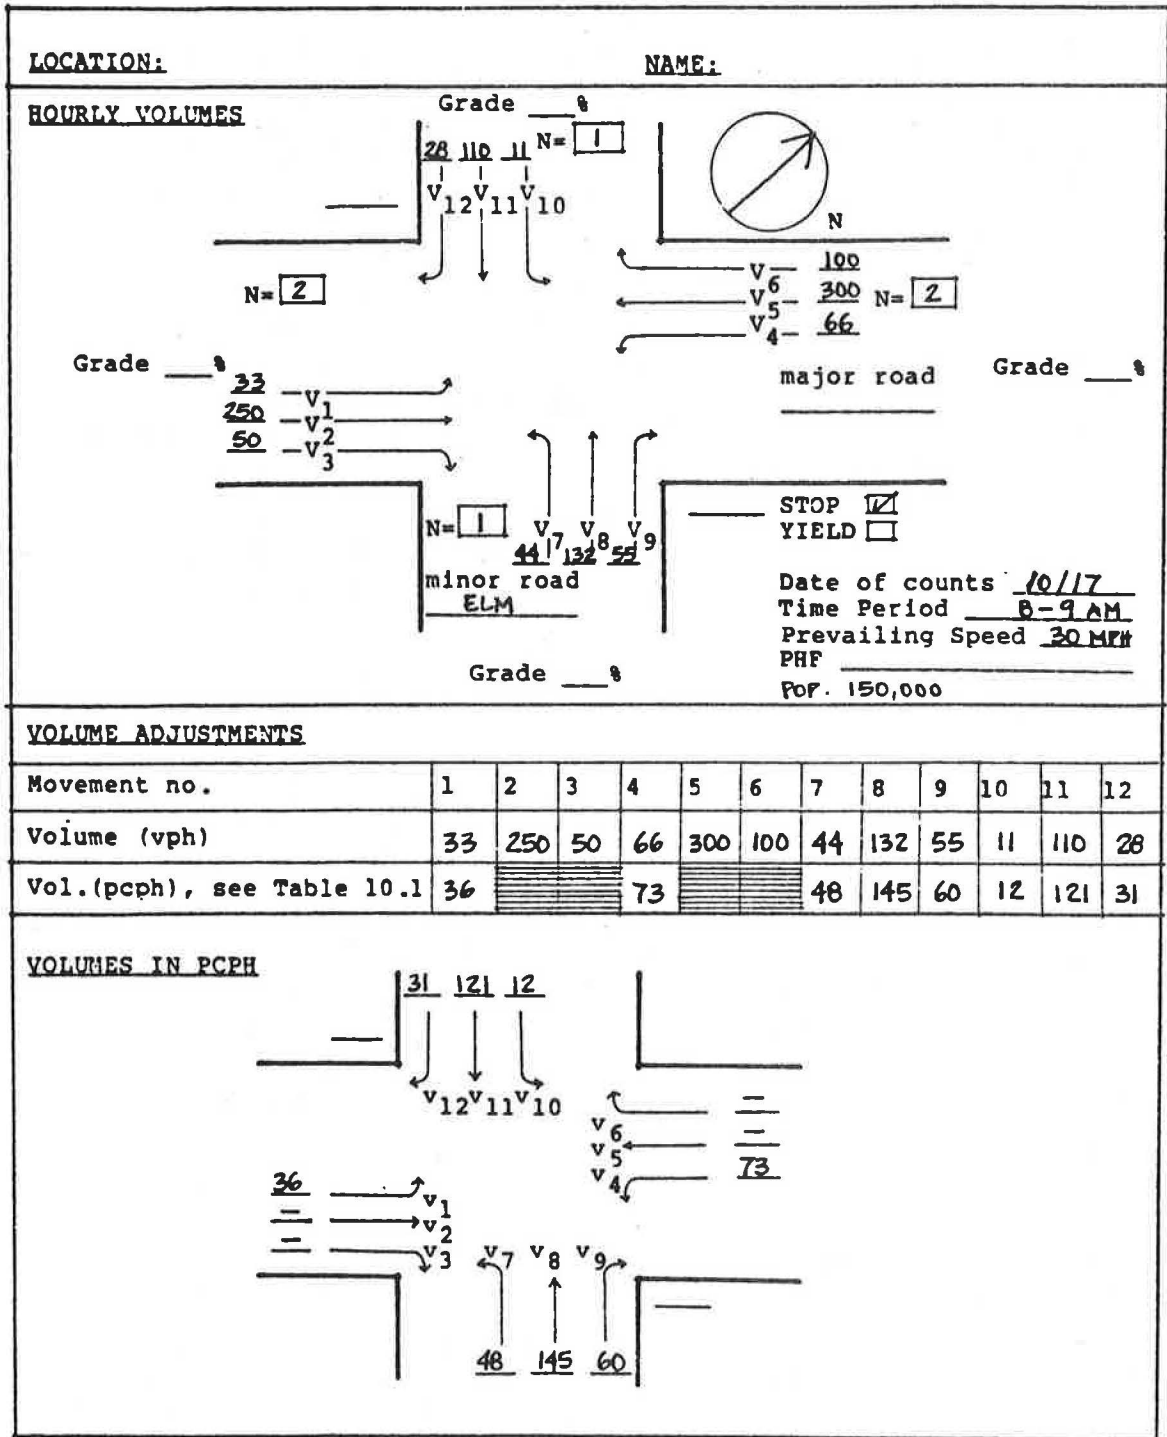 LOCATION: NAME:
HOURLY VOLUMES
Grade ___%
N= 1
28 110 11
V12 V11 V10
N
N= 2
V6 100
V5 300 N= 2
V4 66
Grade ___%
major road Grade ___%
33 V1
250 V2
50 V3
N= 1
V7 V8 V9
44 132 55
minor road
ELM
STOP ☑
YIELD ☐
Date of counts 10/17
Time Period 8-9 AM
Prevailing Speed 30 MPH
PHF
POP. 150,000
Grade ___%
VOLUME ADJUSTMENTS
Movement no. 1 2 3 4 5 6 7 8 9 10 11 12
Volume (vph) 33 250 50 66 300 100 44 132 55 11 110 28
Vol.(pcph), see Table 10.1 36 73 48 145 60 12 121 31
VOLUMES IN PCPH
31 121 12
V12 V11 V10
V6 -
V5 -
V4 73
36 V1
- V2
- V3
V7 V8 V9
48 145 60